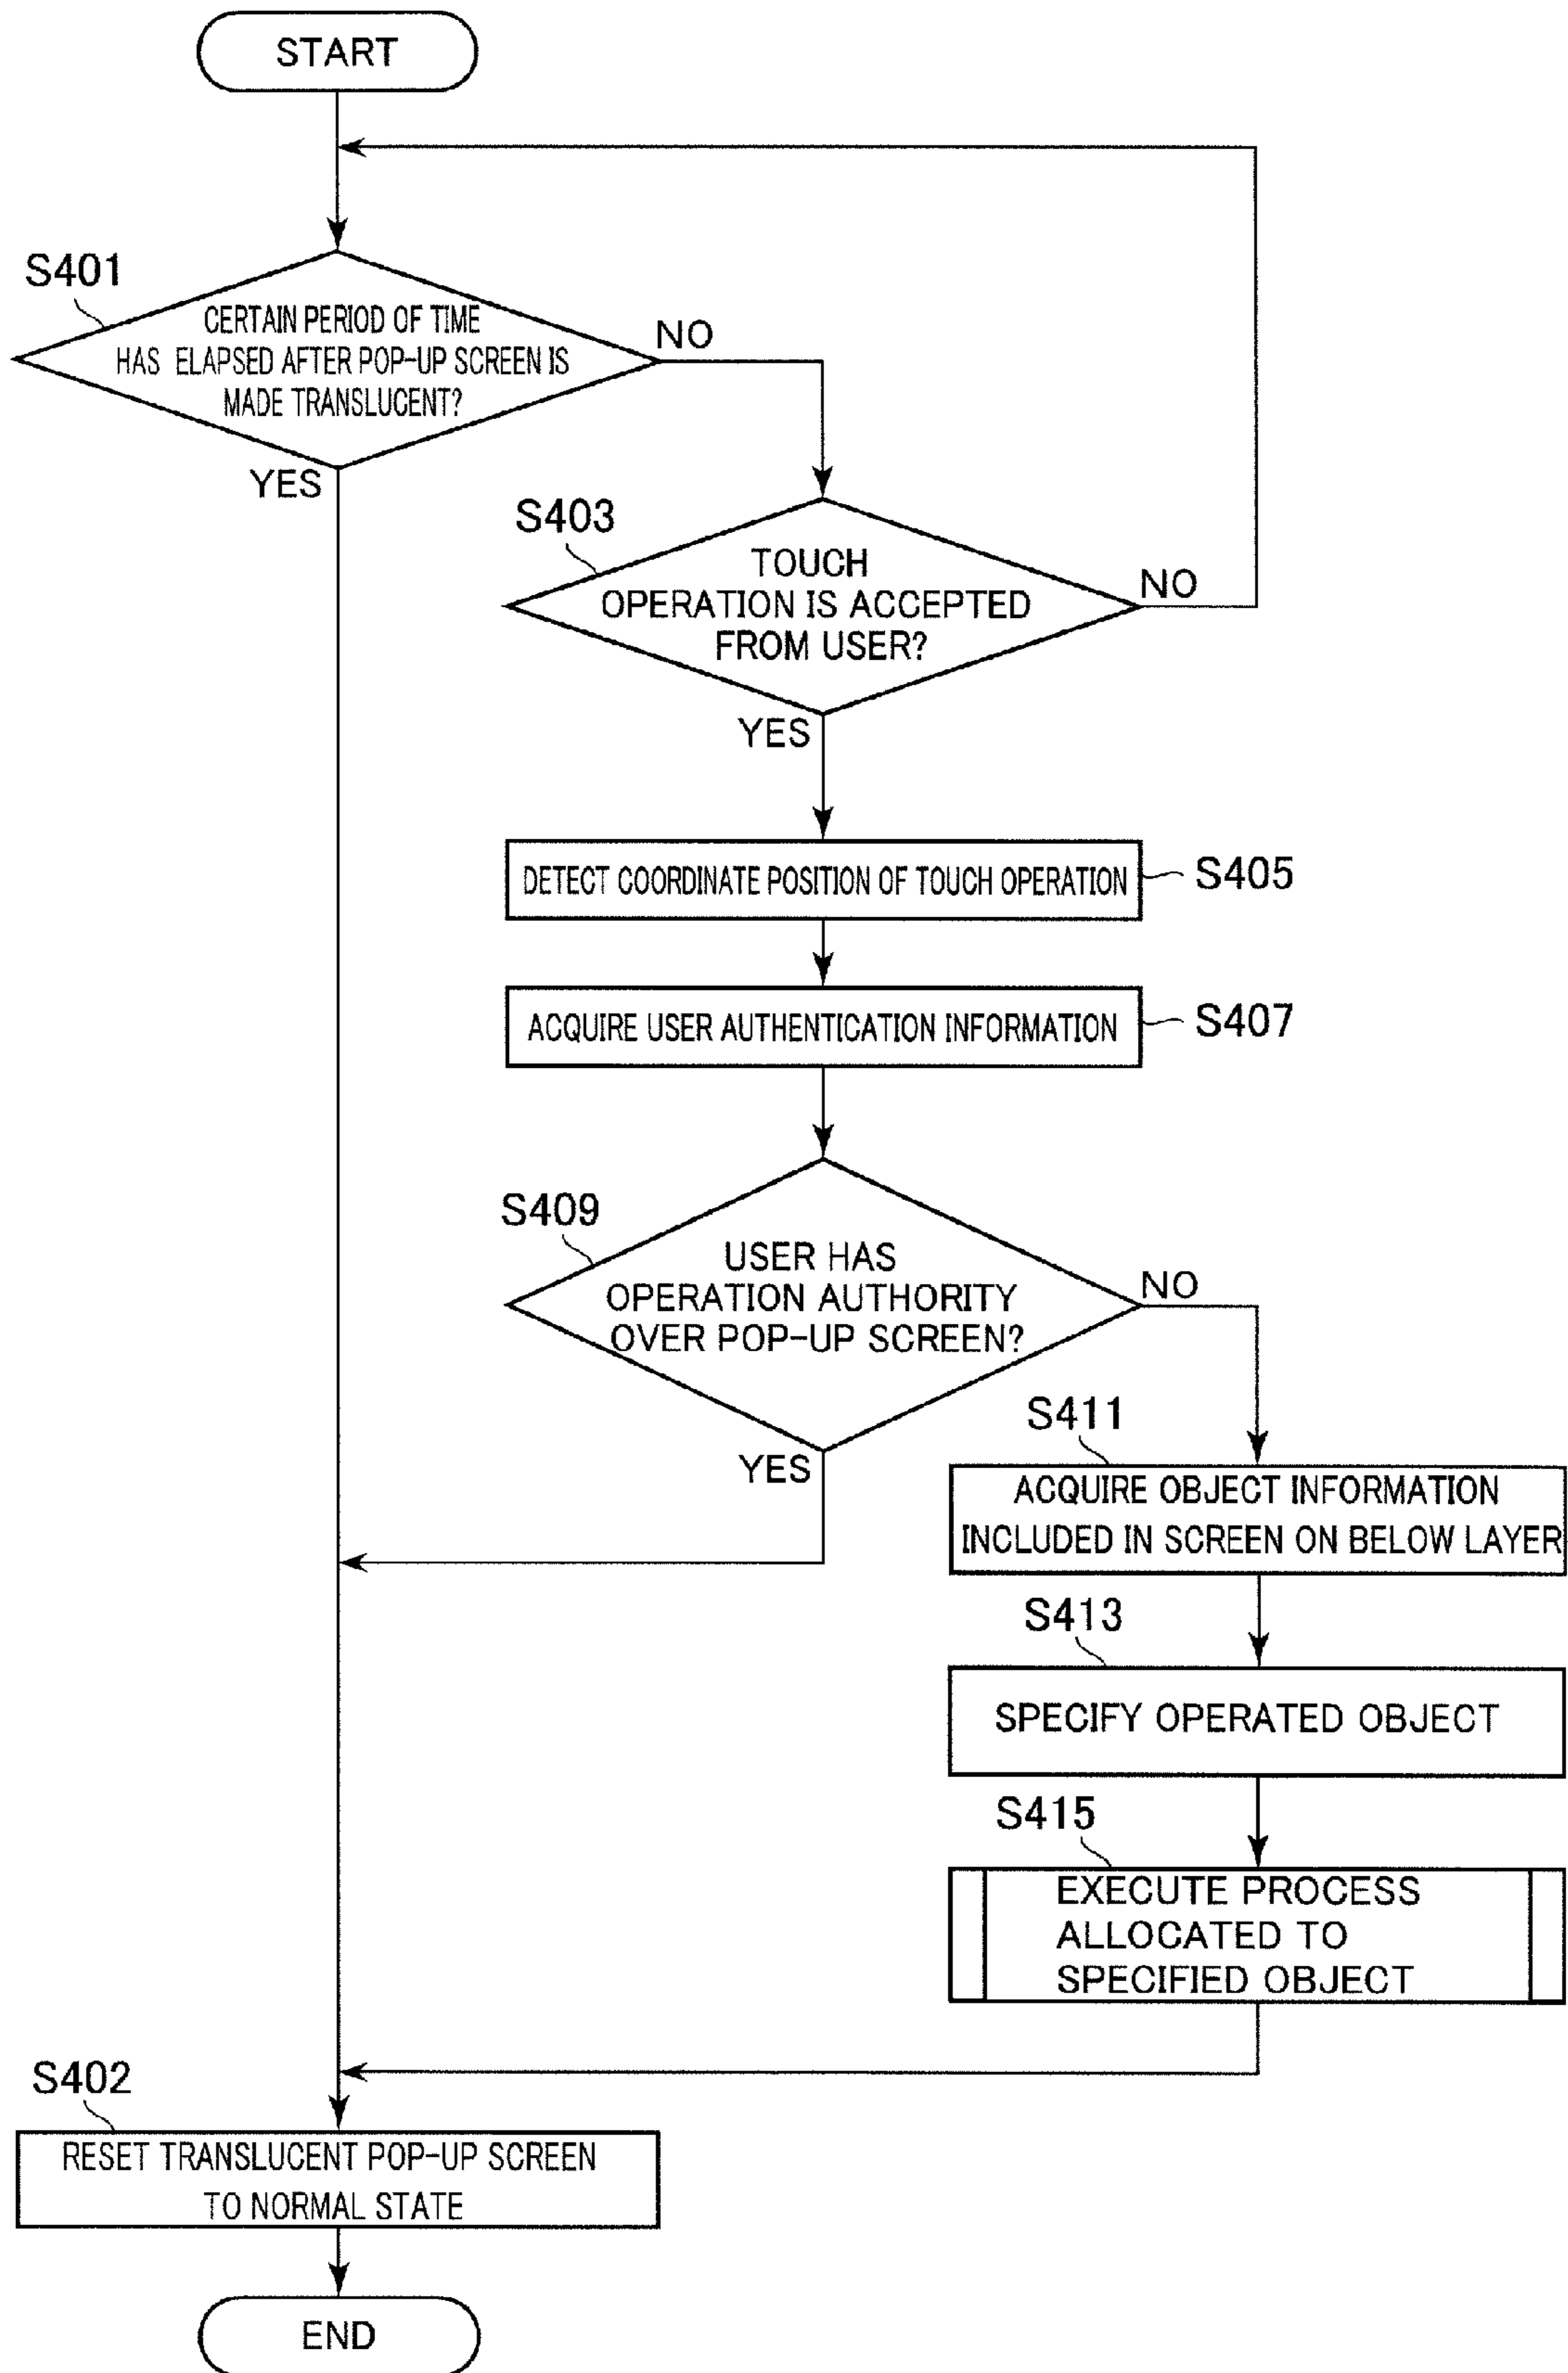 START
S401
CERTAIN PERIOD OF TIME
HAS ELAPSED AFTER POP-UP SCREEN IS
MADE TRANSLUCENT?
NO
YES
S403
TOUCH
OPERATION IS ACCEPTED
FROM USER?
NO
YES
DETECT COORDINATE POSITION OF TOUCH OPERATION
S405
ACQUIRE USER AUTHENTICATION INFORMATION
S407
S409
USER HAS
OPERATION AUTHORITY
OVER POP-UP SCREEN?
NO
YES
S411
ACQUIRE OBJECT INFORMATION
INCLUDED IN SCREEN ON BELOW LAYER
S413
SPECIFY OPERATED OBJECT
S415
EXECUTE PROCESS
ALLOCATED TO
SPECIFIED OBJECT
S402
RESET TRANSLUCENT POP-UP SCREEN
TO NORMAL STATE
END